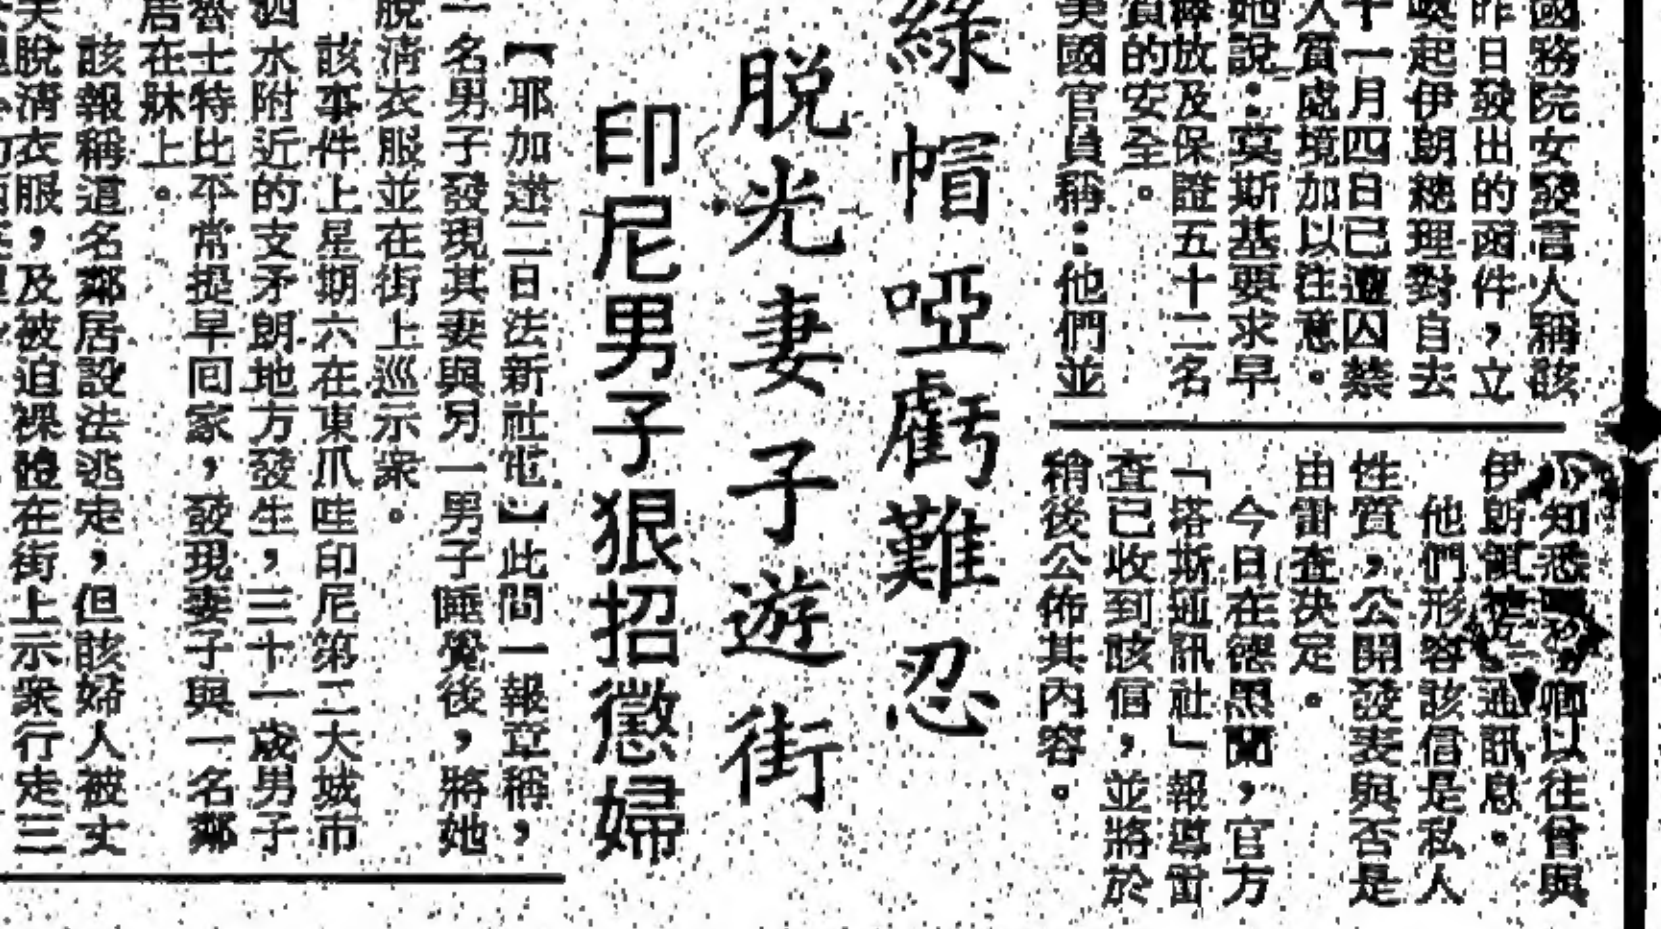 國務院女發言人稱該
昨日發出的函件，立
喚起伊朗總理對自去
十一月四日已遭囚禁
人質處境加以注意。
她說：莫斯基要求早
釋放及保證五十二名
質的安全。
美國官員稱：他們並
不知悉 以往曾與
伊朗 通訊息。
他們形容該信是私人
性質，公開發表與否是
由雷查決定。
今日在德黑蘭，官方
「塔斯通訊社」報導雷
查已收到該信，並將於
稍後公佈其內容。
綠帽啞虧難忍
脫光妻子遊街
印尼男子狠招懲婦
【耶加達二日法新社電】此間一報章稱，
一名男子發現其妻與另一男子睡覺後，將她
脫清衣服並在街上巡示衆。
該事件上星期六在東爪哇印尼第二大城市
泗水附近的支矛朗地方發生，三十一歲男子
魯士特比平常提早回家，發現妻子與一名鄰
居在牀上。
該報稱道名鄰居設法逃走，但該婦人被丈
夫脫清衣服，及被迫裸體在街上示衆行走三